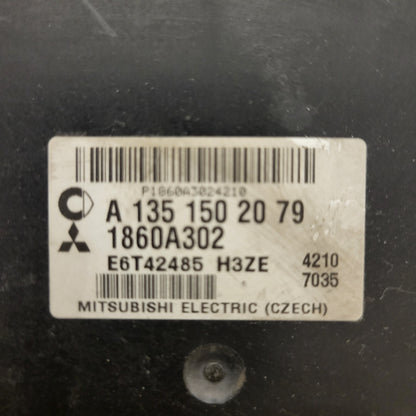 P1860A3024210
A 135 150 20 79
1860A302
E6T42485 H3ZE 4210
7035
MITSUBISHI ELECTRIC (CZECH)